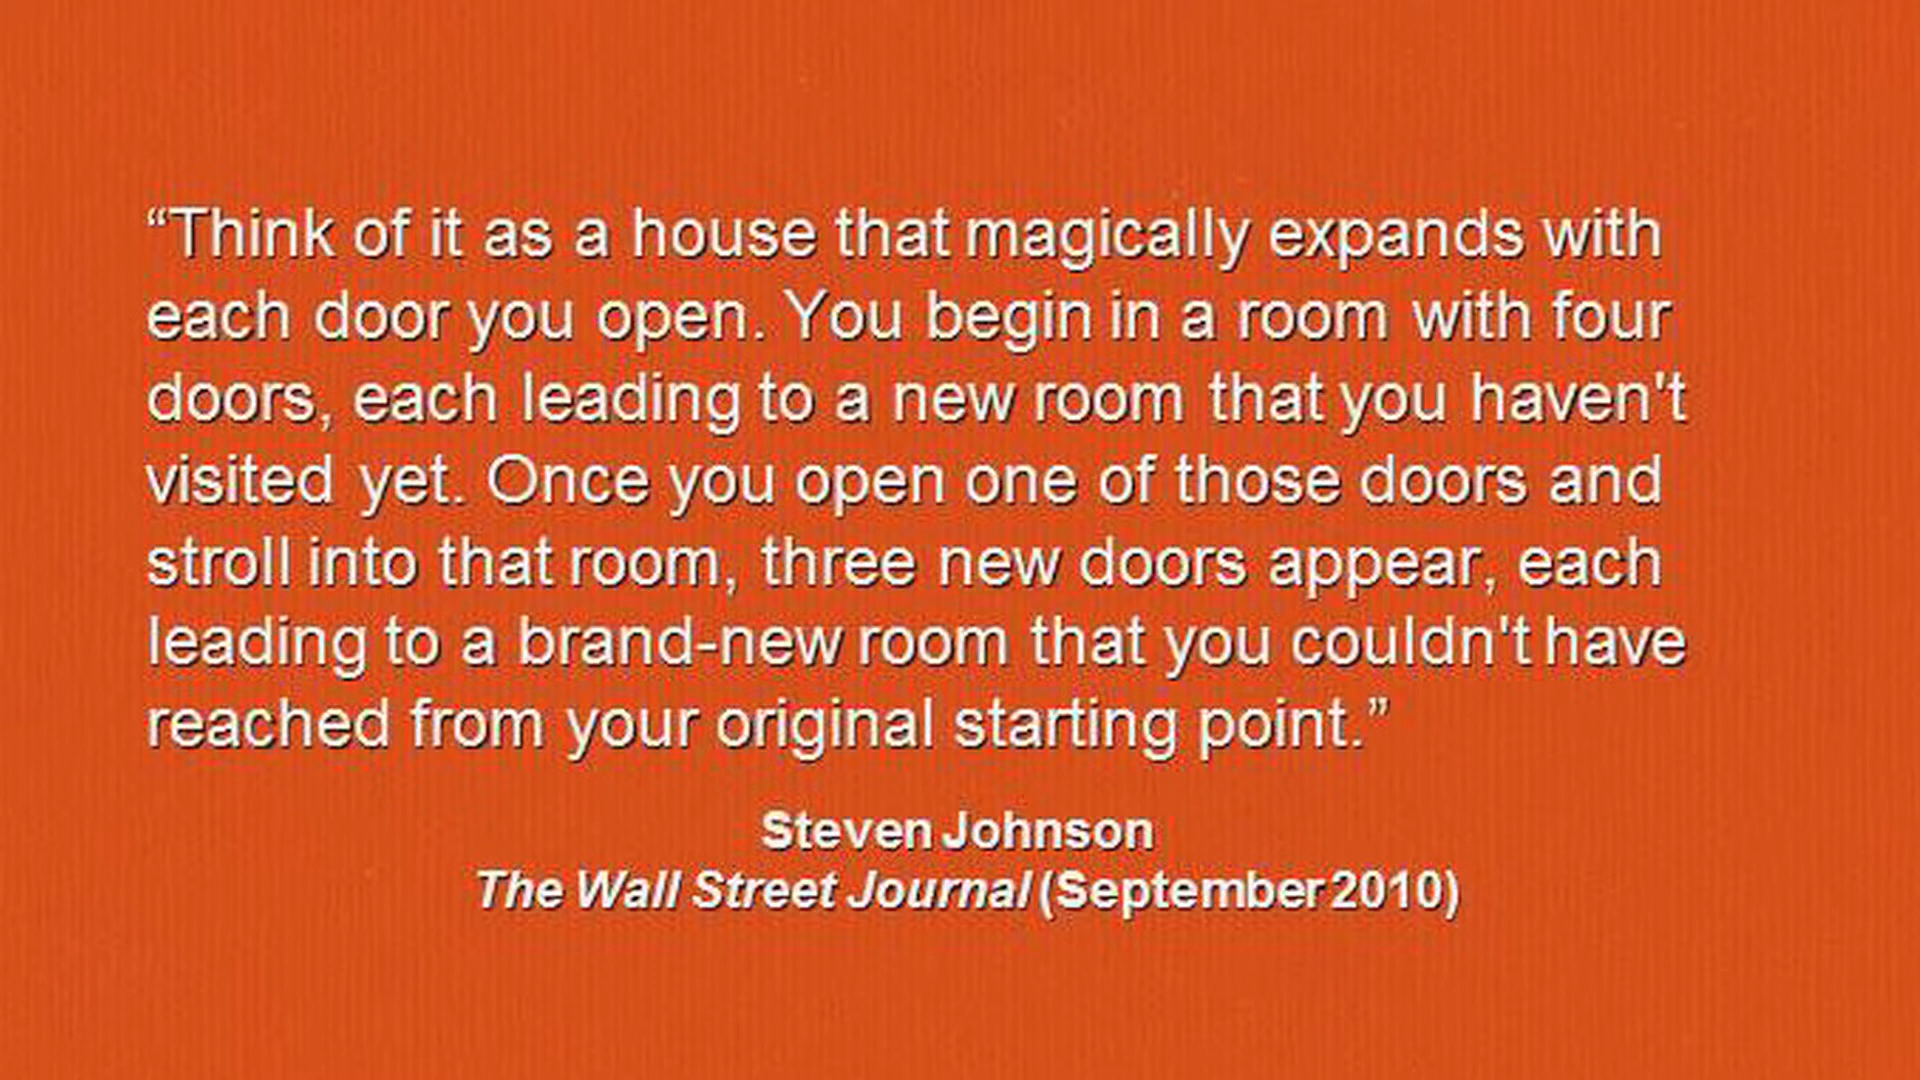 “Think of it as a house that magically expands with
each door you open. You begin in a room with four
doors, each leading to a new room that you haven't
visited yet. Once you open one of those doors and
stroll into that room, three new doors appear, each
leading to a brand-new room that you couldn't have
reached from your original starting point.”
Steven Johnson
The Wall Street Journal (September 2010)